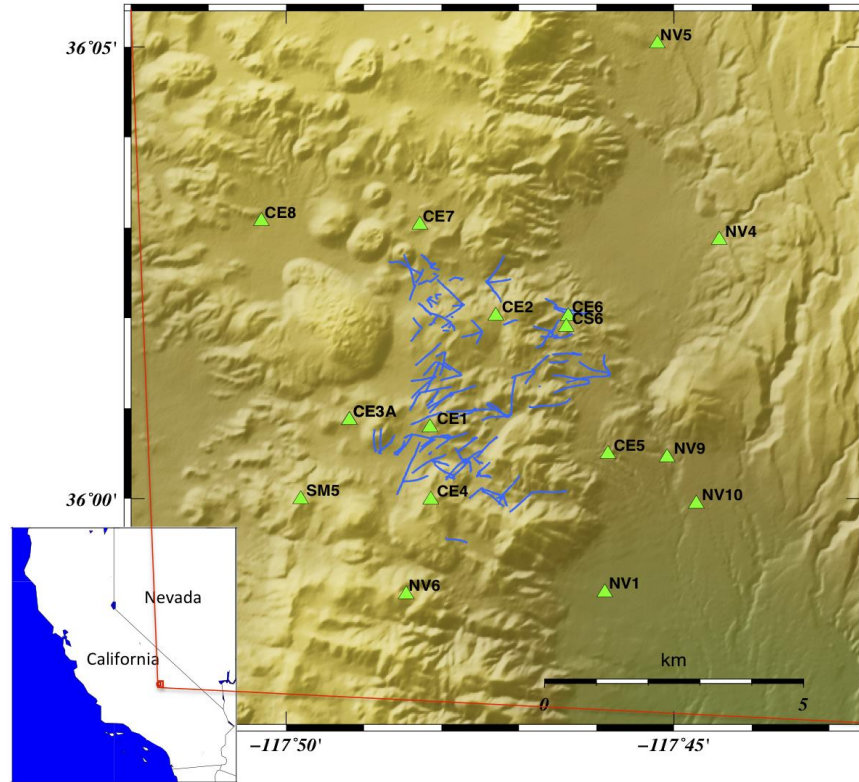 NV5
36°05'
CE8
CE7
NV4
CE2
CE6
CS6
CE3A
CE1
CE5
NV9
36°00'
SM5
CE4
NV10
NV6
NV1
Nevada
California
km
0
5
−117°50'
−117°45'